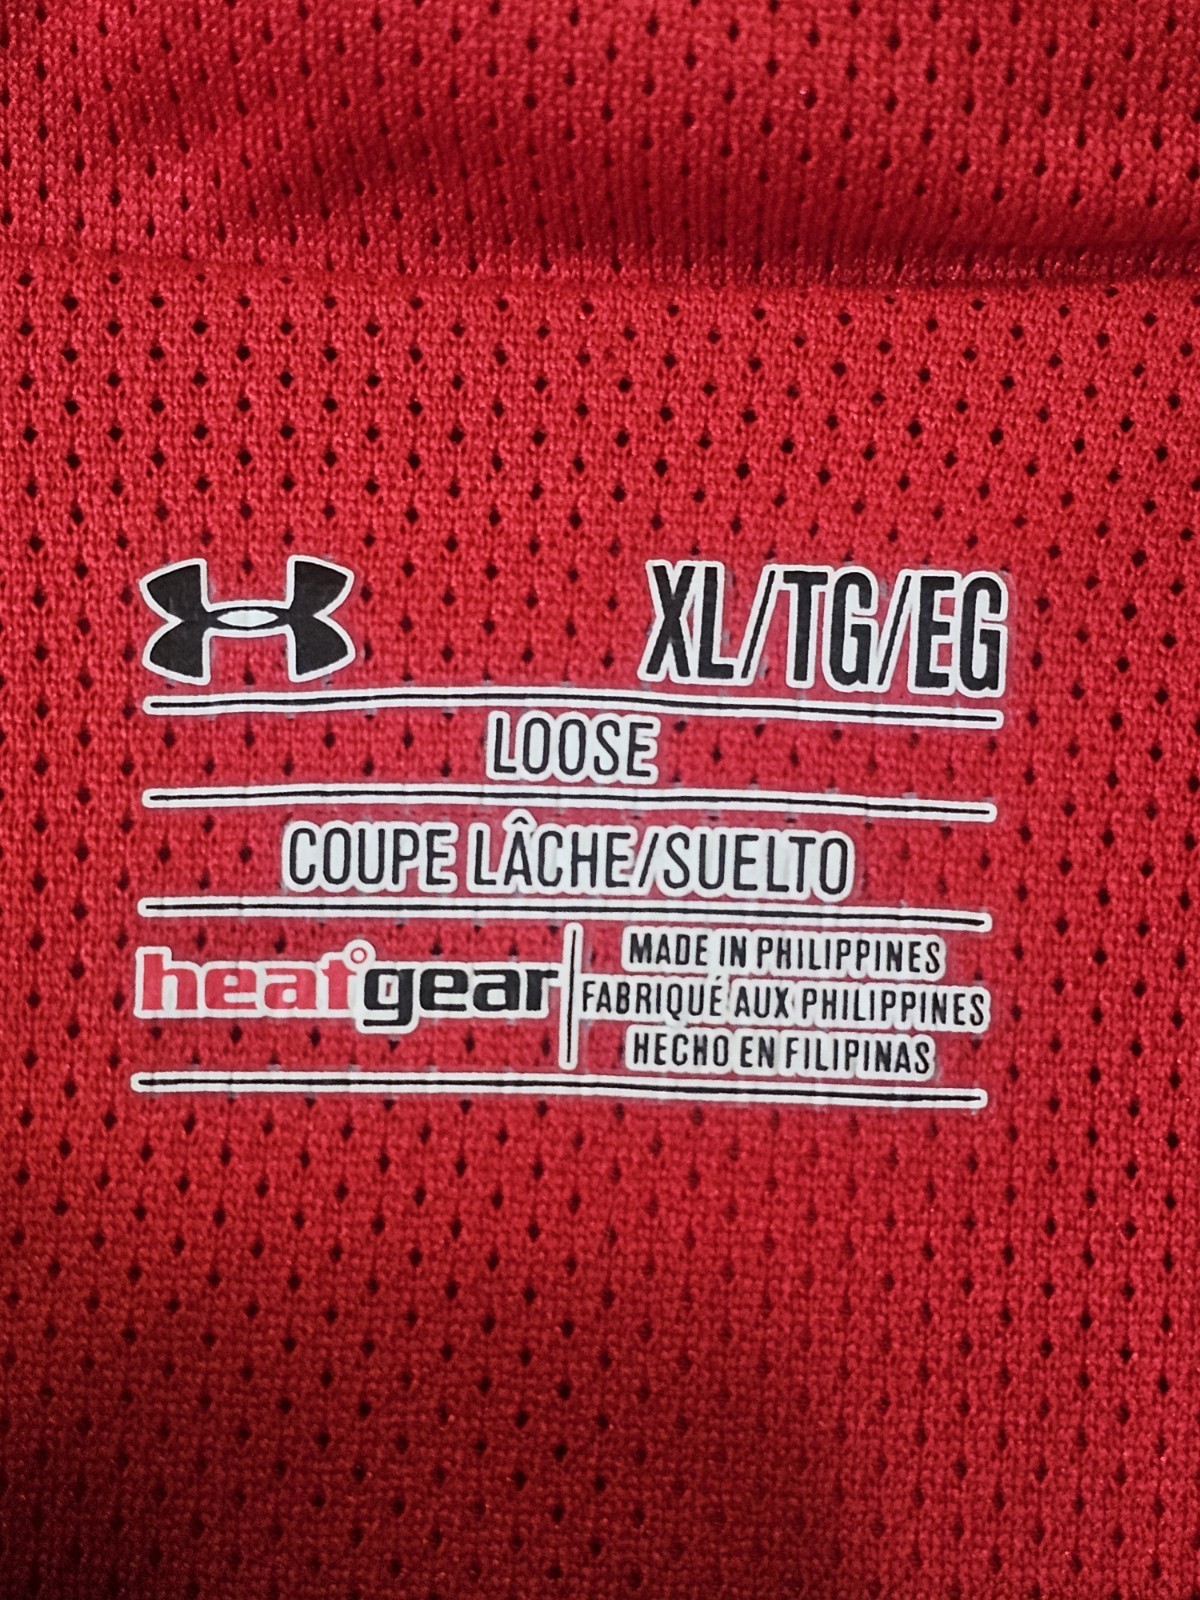 XL/TG/EG
LOOSE
COUPE LÂCHE/SUELTO
heatgear
MADE IN PHILIPPINES
FABRIQUÉ AUX PHILIPPINES
HECHO EN FILIPINAS